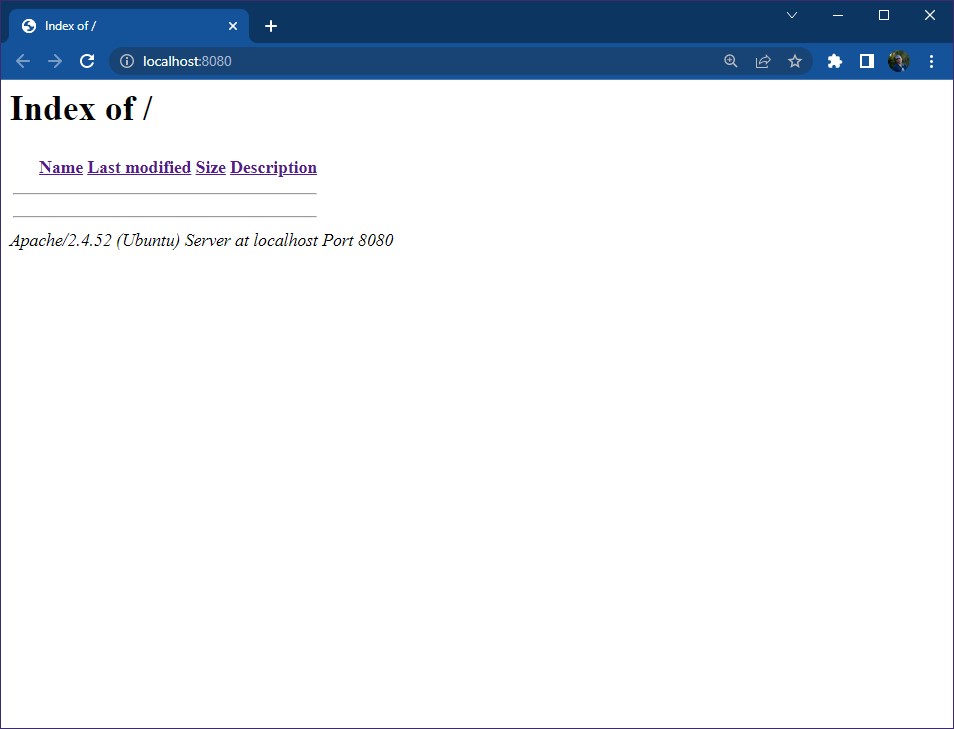 Index of /
localhost:8080
Index of /
Name Last modified Size Description
Apache/2.4.52 (Ubuntu) Server at localhost Port 8080